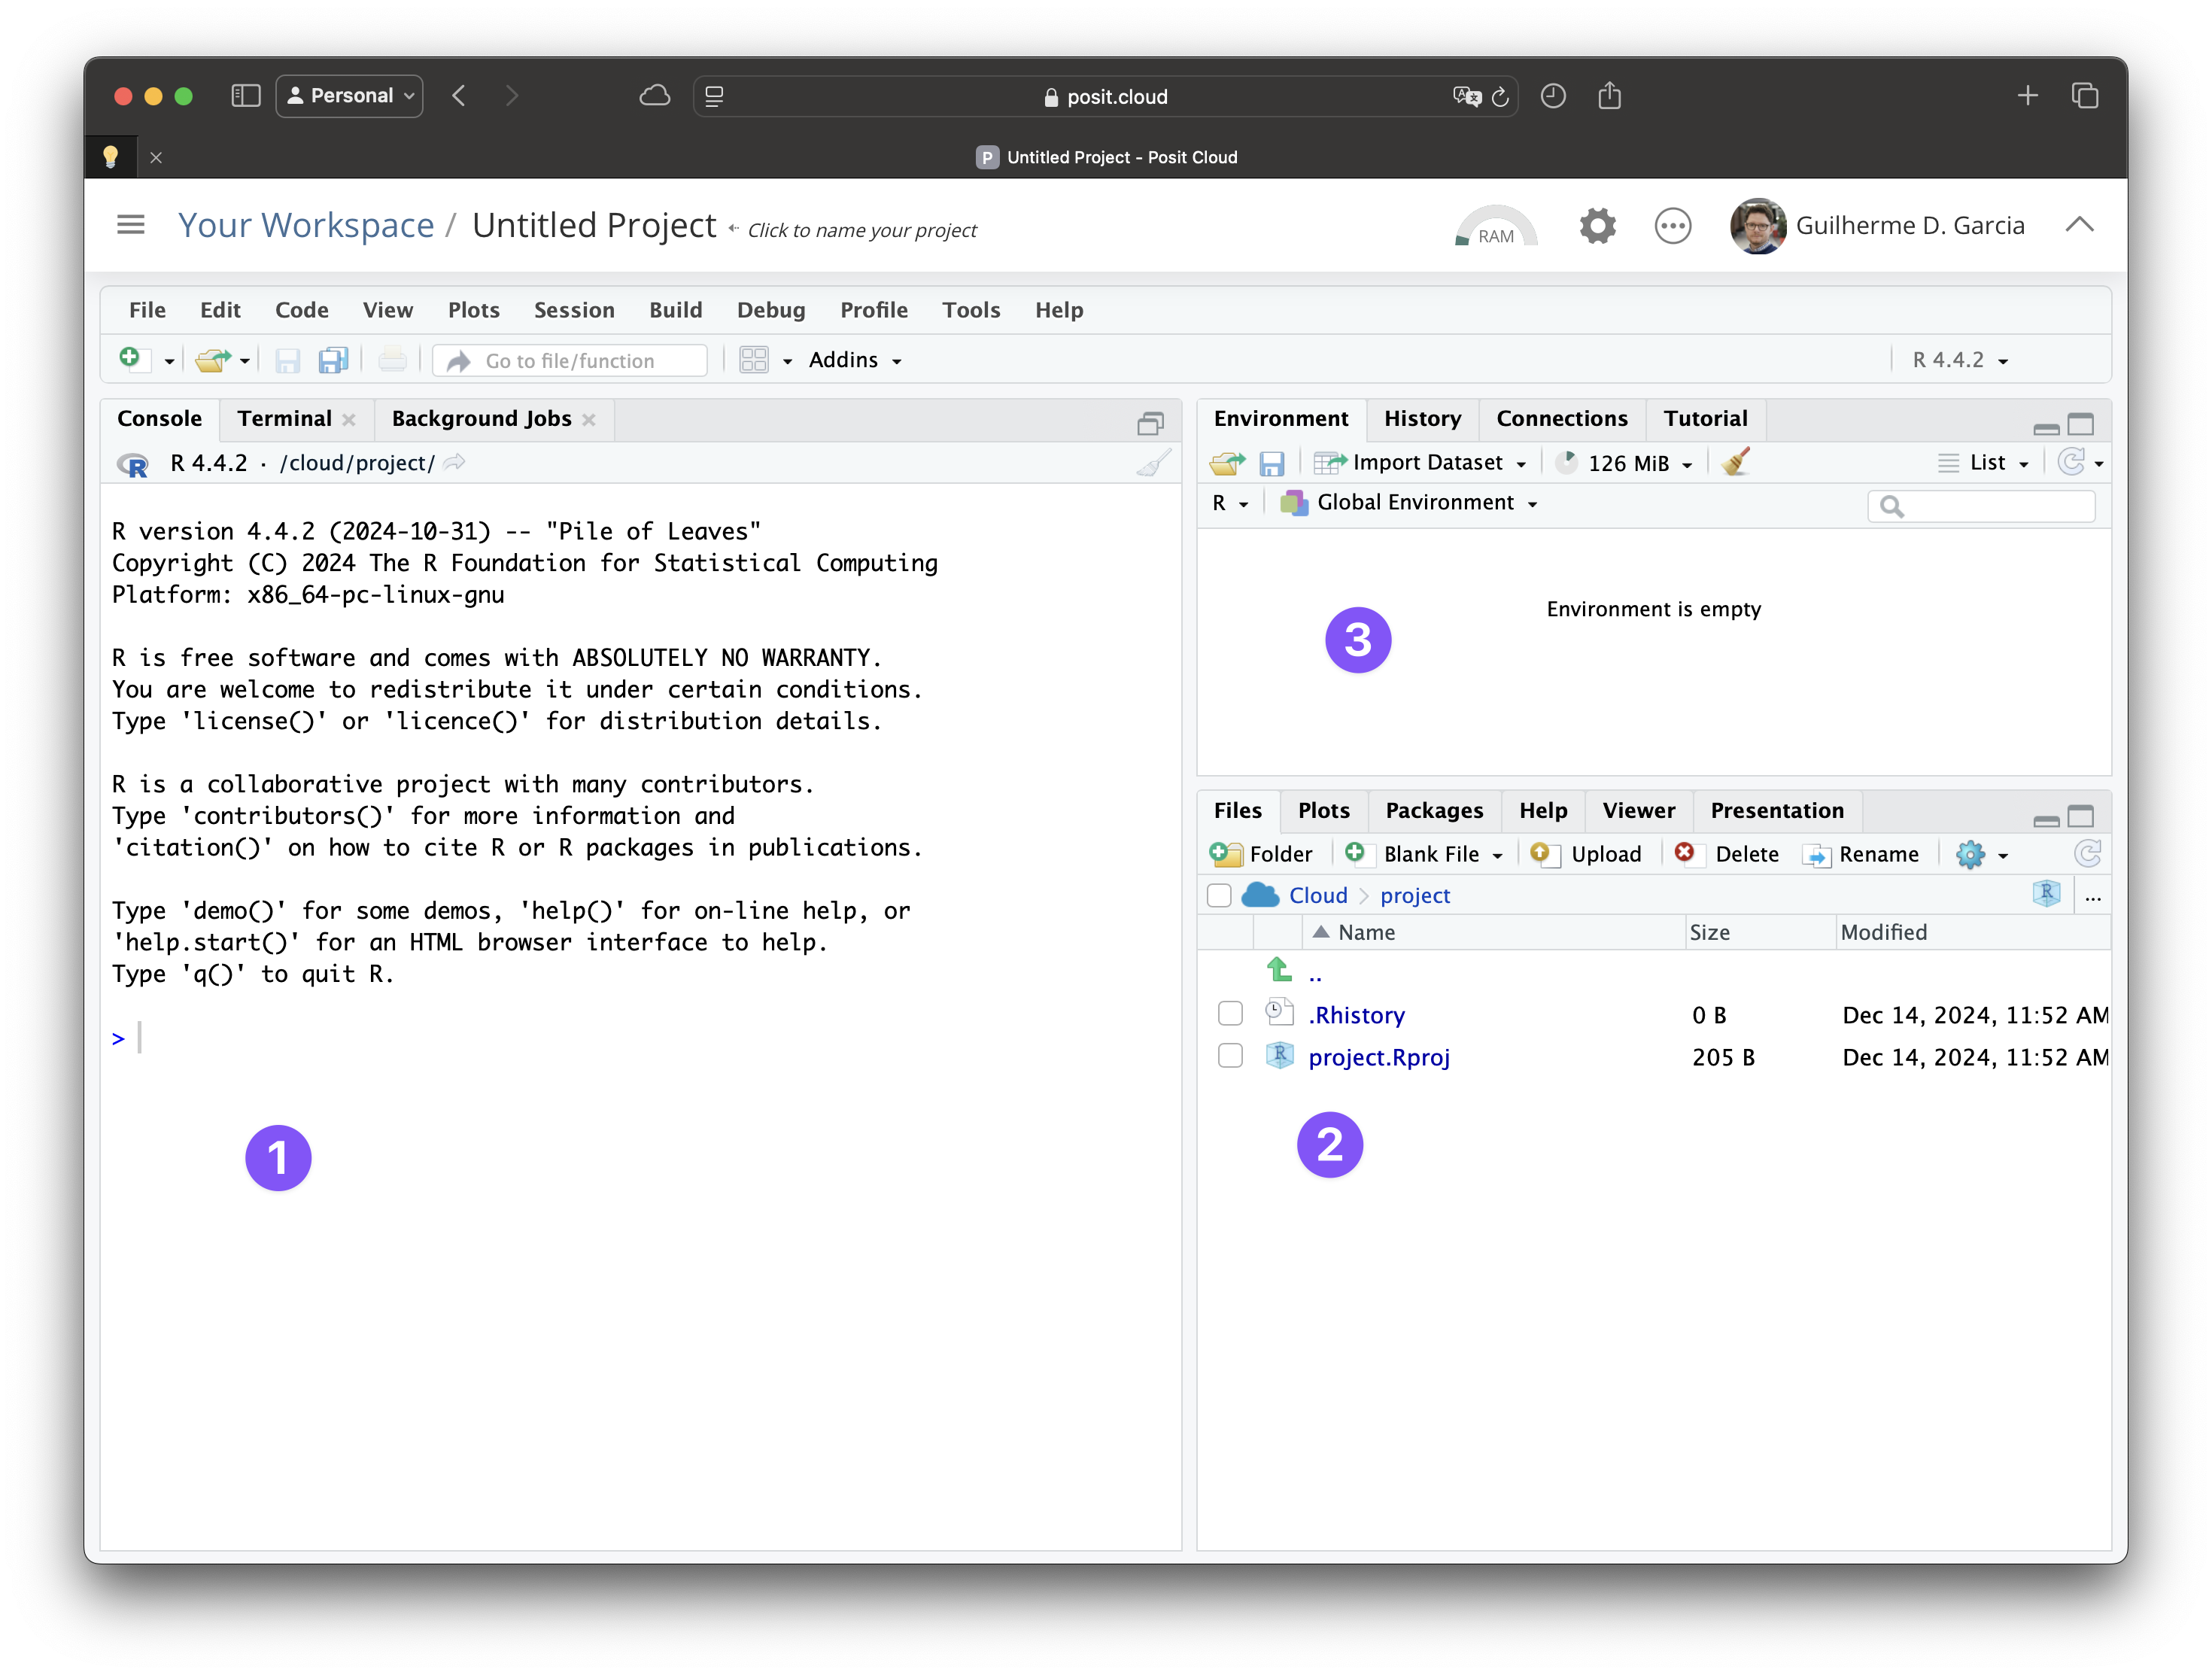 Personal
posit.cloud
P Untitled Project - Posit Cloud
Your Workspace / Untitled Project Click to name your project
RAM
Guilherme D. Garcia
File Edit Code View Plots Session Build Debug Profile Tools Help
Go to file/function Addins R 4.4.2
Console Terminal Background Jobs
R R 4.4.2 · /cloud/project/
R version 4.4.2 (2024-10-31) -- "Pile of Leaves"
Copyright (C) 2024 The R Foundation for Statistical Computing
Platform: x86_64-pc-linux-gnu
R is free software and comes with ABSOLUTELY NO WARRANTY.
You are welcome to redistribute it under certain conditions.
Type 'license()' or 'licence()' for distribution details.
R is a collaborative project with many contributors.
Type 'contributors()' for more information and
'citation()' on how to cite R or R packages in publications.
Type 'demo()' for some demos, 'help()' for on-line help, or
'help.start()' for an HTML browser interface to help.
Type 'q()' to quit R.
>
1
Environment History Connections Tutorial
Import Dataset 126 MiB List
R Global Environment
Environment is empty
3
Files Plots Packages Help Viewer Presentation
Folder Blank File Upload Delete Rename
Cloud > project R ...
Name Size Modified
..
.Rhistory 0 B Dec 14, 2024, 11:52 AM
R project.Rproj 205 B Dec 14, 2024, 11:52 AM
2